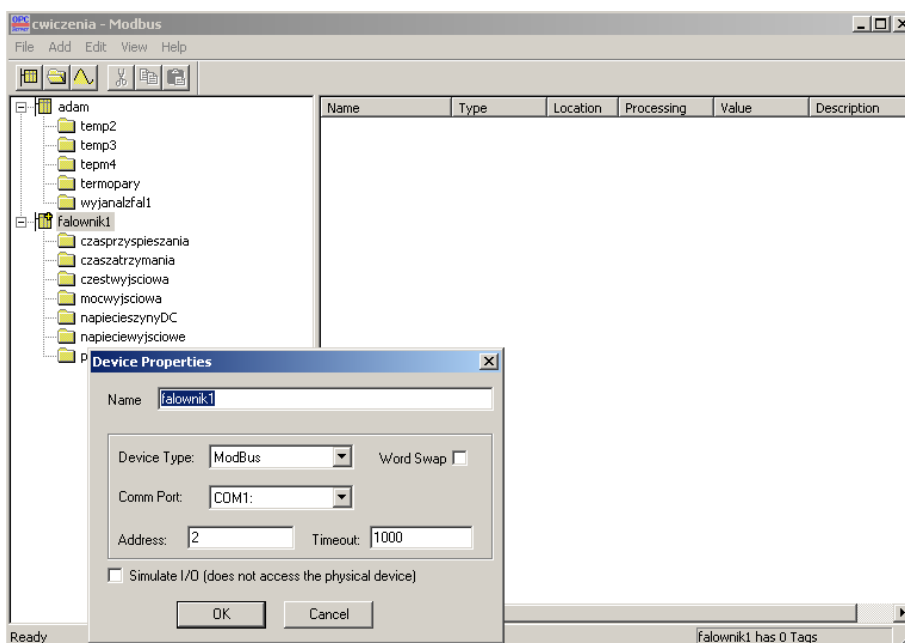 OPC
cwiczenia - Modbus
File Add Edit View Help
adam
temp2
temp3
tepm4
termopary
wyjanalzfal1
falownik1
czasprzyspieszania
czaszatrzymania
czestwyjsciowa
mocwyjsciowa
napiecieszynyDC
napieciewyjsciowe
p
Name Type Location Processing Value Description
Device Properties
Name falownik1
Device Type: ModBus Word Swap
Comm Port: COM1:
Address: 2 Timeout: 1000
Simulate I/O (does not access the physical device)
OK Cancel
Ready falownik1 has 0 Tags